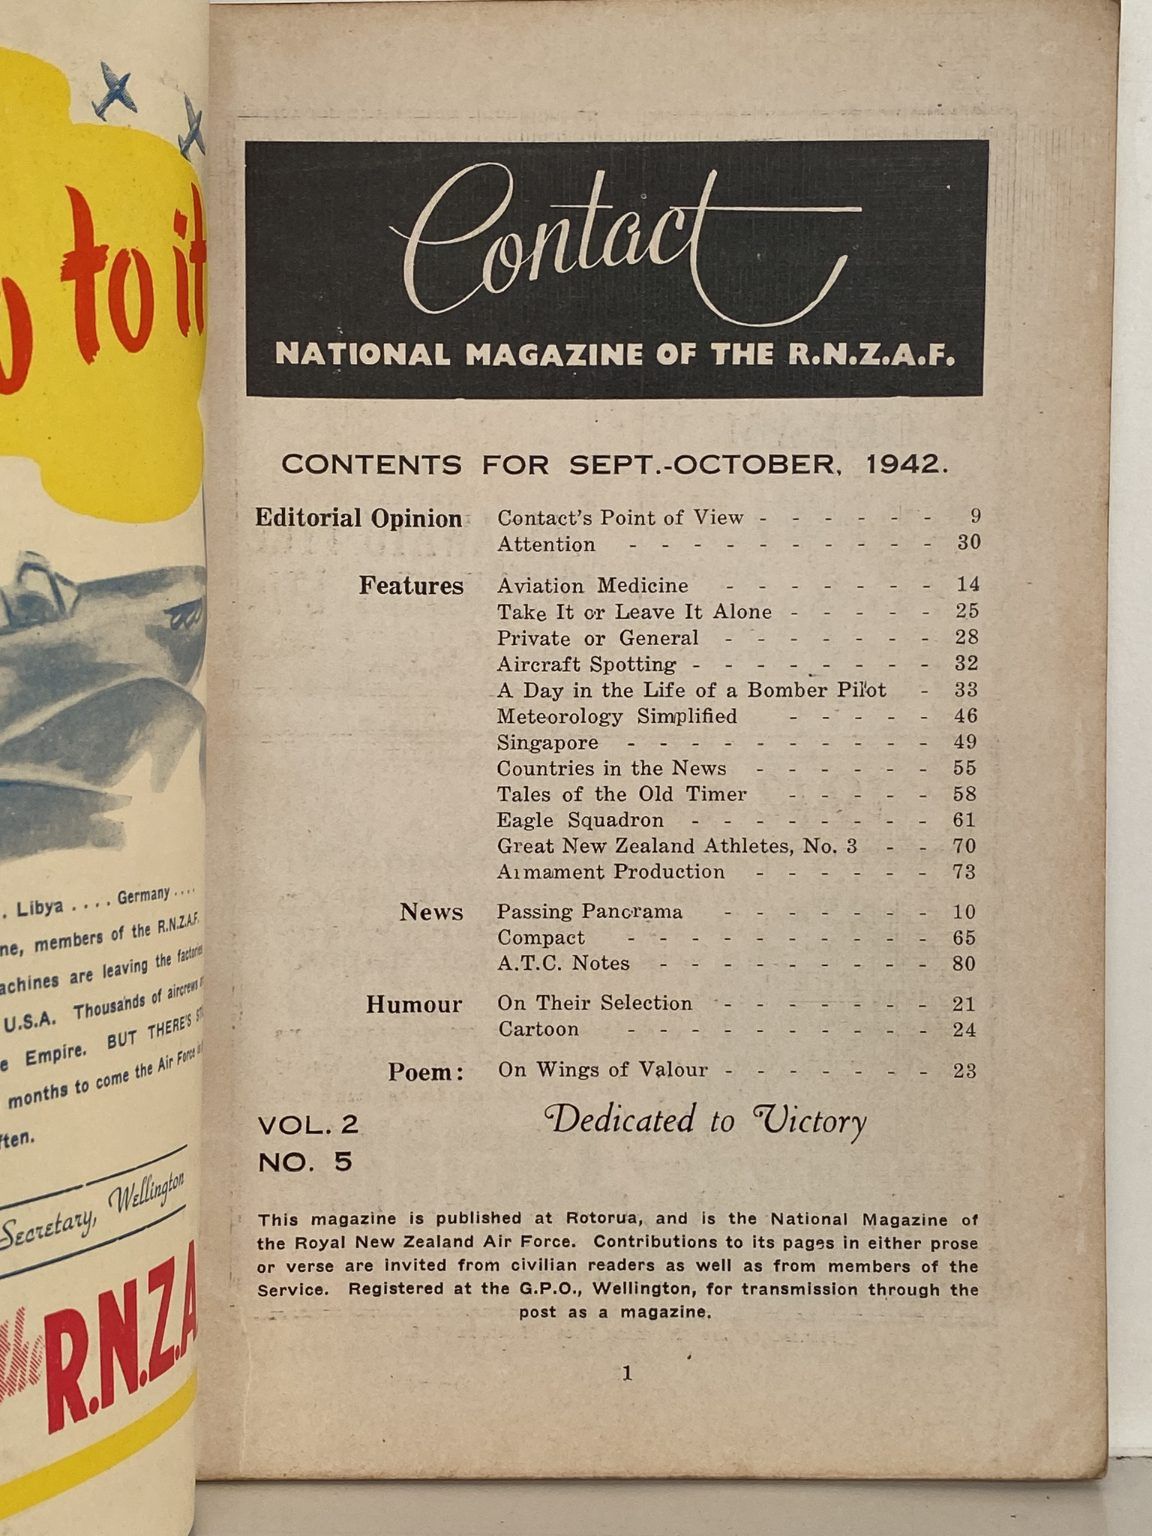 to it
. Libya . . . . Germany . . . .
members of the R.N.Z.A.F.
are leaving the factories
U.S.A. Thousands of aircrews
Empire. BUT THERE'S
months to come the Air Force
Secretary, Wellington
R.N.Z.A
Contact
NATIONAL MAGAZINE OF THE R.N.Z.A.F.
CONTENTS FOR SEPT.-OCTOBER, 1942.
Editorial Opinion Contact's Point of View - - - - - - 9
Attention - - - - - - - - - - 30
Features Aviation Medicine - - - - - - - 14
Take It or Leave It Alone - - - - - 25
Private or General - - - - - - - 28
Aircraft Spotting - - - - - - - - 32
A Day in the Life of a Bomber Pilot - 33
Meteorology Simplified - - - - - 46
Singapore - - - - - - - - - - 49
Countries in the News - - - - - - 55
Tales of the Old Timer - - - - - 58
Eagle Squadron - - - - - - - - 61
Great New Zealand Athletes, No. 3 - - 70
Armament Production - - - - - - 73
News Passing Panorama - - - - - - - 10
Compact - - - - - - - - - - 65
A.T.C. Notes - - - - - - - - - 80
Humour On Their Selection - - - - - - - 21
Cartoon - - - - - - - - - - 24
Poem: On Wings of Valour - - - - - - - 23
VOL. 2 Dedicated to Victory
NO. 5
This magazine is published at Rotorua, and is the National Magazine of
the Royal New Zealand Air Force. Contributions to its pages in either prose
or verse are invited from civilian readers as well as from members of the
Service. Registered at the G.P.O., Wellington, for transmission through the
post as a magazine.
1